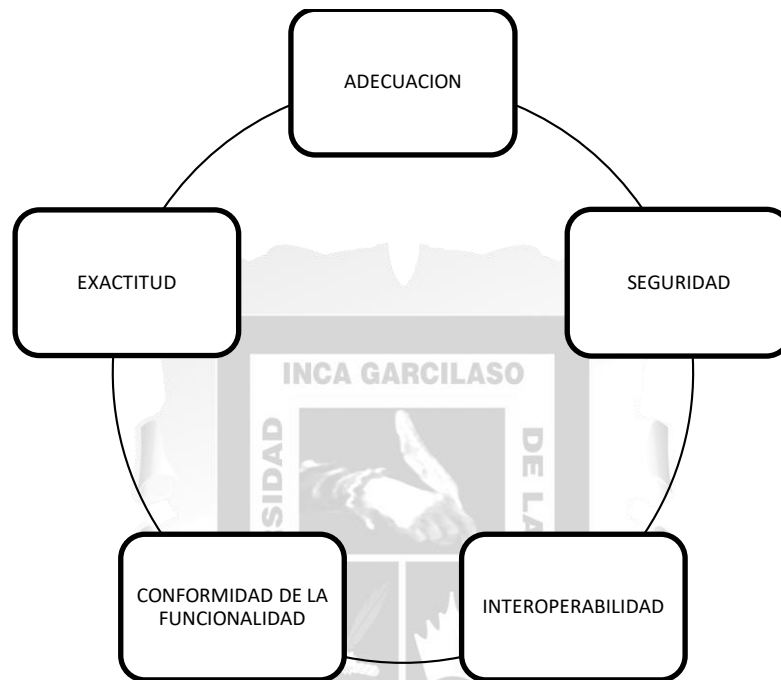 ADECUACION
EXACTITUD
SEGURIDAD
INCA GARCILASO
SIDAD
DE LA
CONFORMIDAD DE LA
FUNCIONALIDAD
INTEROPERABILIDAD